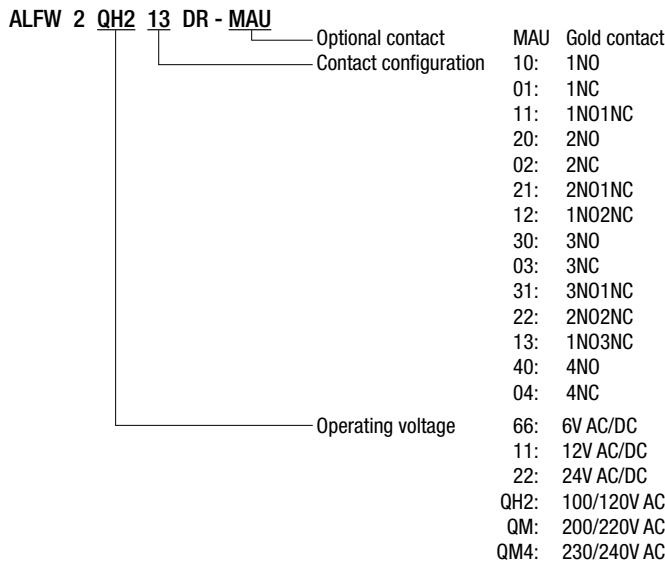 ALFW 2 QH2 13 DR - MAU
Optional contact MAU Gold contact
Contact configuration 10: 1NO
01: 1NC
11: 1NO1NC
20: 2NO
02: 2NC
21: 2NO1NC
12: 1NO2NC
30: 3NO
03: 3NC
31: 3NO1NC
22: 2NO2NC
13: 1NO3NC
40: 4NO
04: 4NC
Operating voltage 66: 6V AC/DC
11: 12V AC/DC
22: 24V AC/DC
QH2: 100/120V AC
QM: 200/220V AC
QM4: 230/240V AC